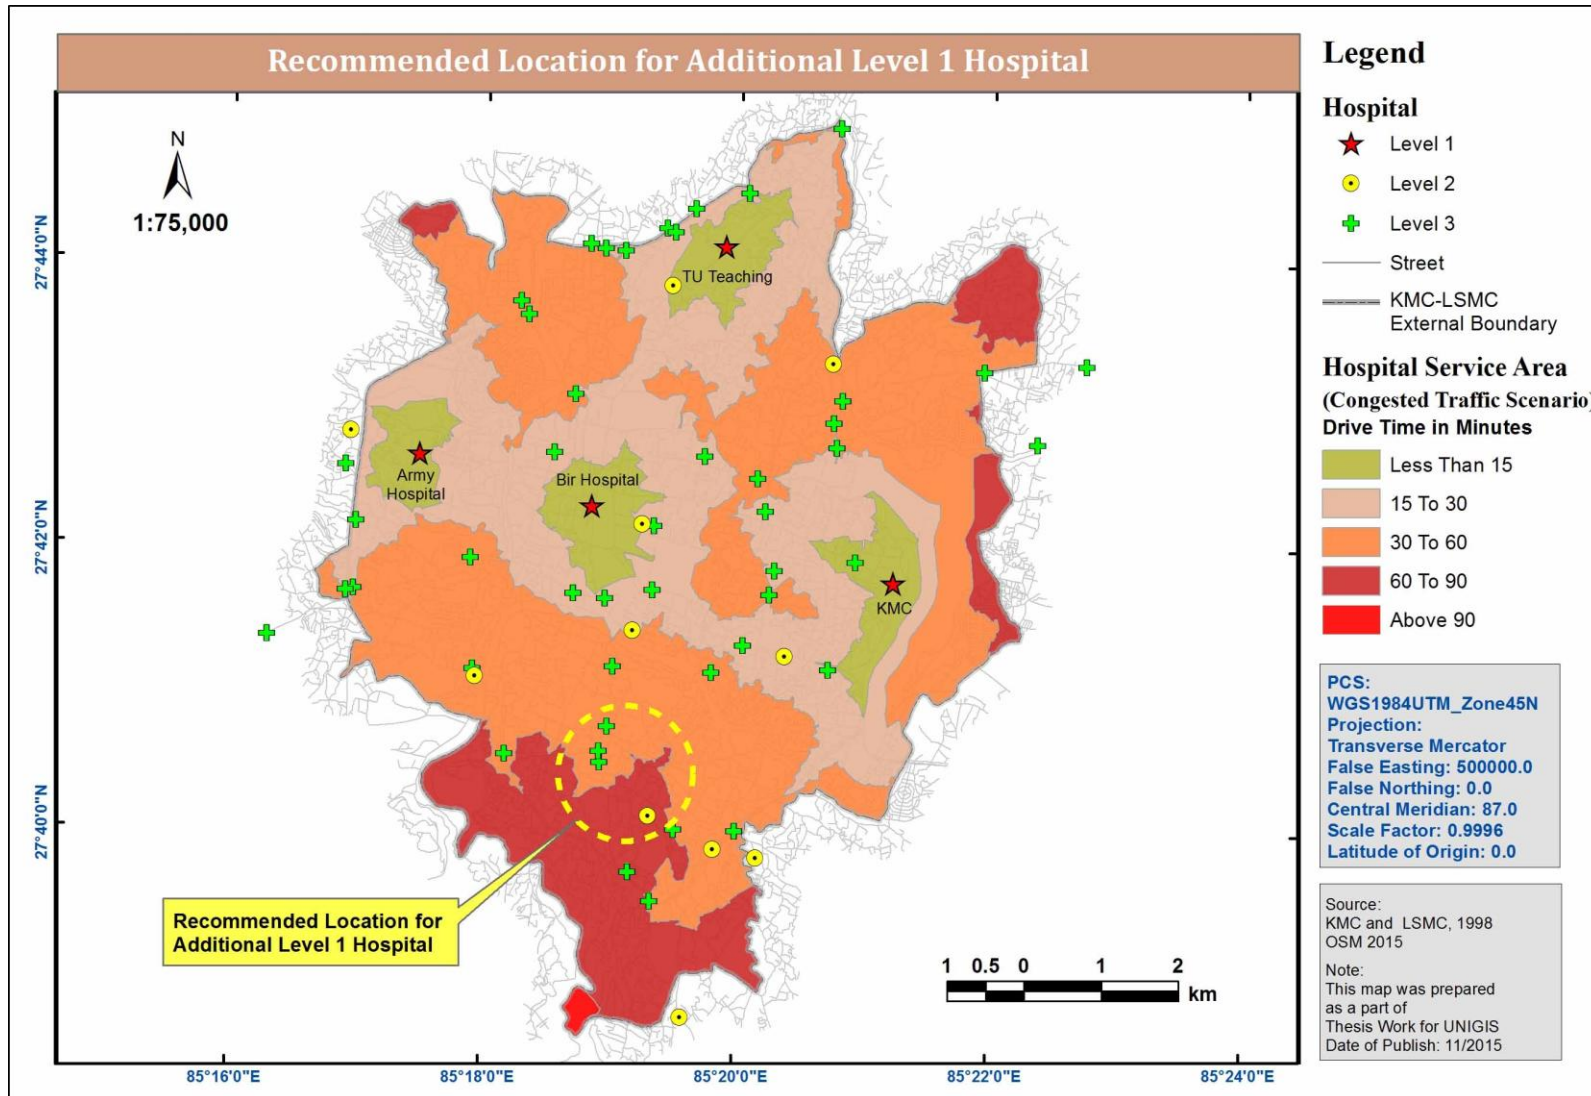 Recommended Location for Additional Level 1 Hospital
N
1:75,000
27°44'0"N
27°42'0"N
27°40'0"N
85°16'0"E
85°18'0"E
85°20'0"E
85°22'0"E
85°24'0"E
TU Teaching
Army
Hospital
Bir Hospital
KMC
Recommended Location for
Additional Level 1 Hospital
1 0.5 0 1 2
km
Legend
Hospital
Level 1
Level 2
Level 3
Street
KMC-LSMC
External Boundary
Hospital Service Area
(Congested Traffic Scenario)
Drive Time in Minutes
Less Than 15
15 To 30
30 To 60
60 To 90
Above 90
PCS:
WGS1984UTM_Zone45N
Projection:
Transverse Mercator
False Easting: 500000.0
False Northing: 0.0
Central Meridian: 87.0
Scale Factor: 0.9996
Latitude of Origin: 0.0
Source:
KMC and LSMC, 1998
OSM 2015
Note:
This map was prepared
as a part of
Thesis Work for UNIGIS
Date of Publish: 11/2015